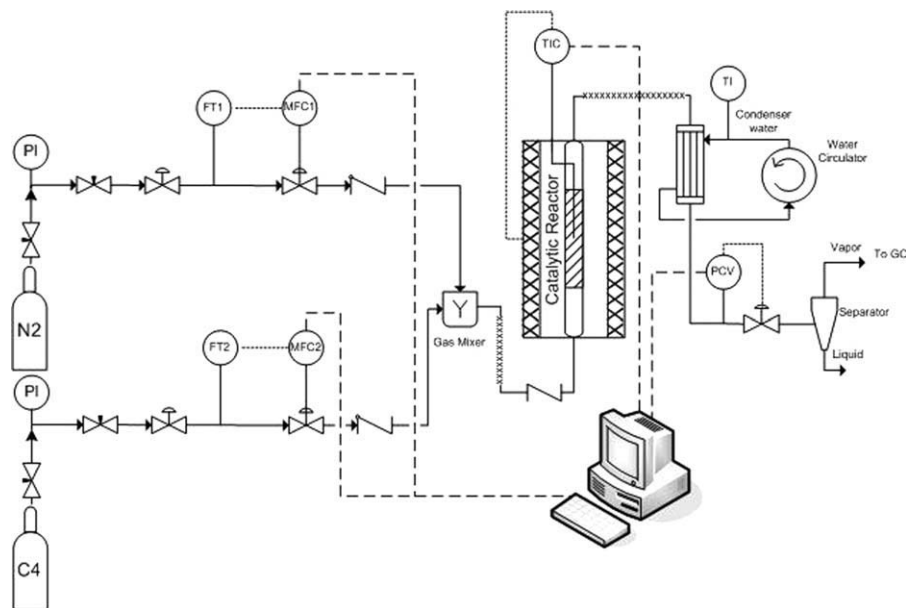 TIC
FT1
MFC1
TI
Condenser
water
Water
Circulator
PI
Catalytic Reactor
Vapor
To GC
PCV
N2
Y
Gas Mixer
Separator
FT2
MFC2
Liquid
PI
C4